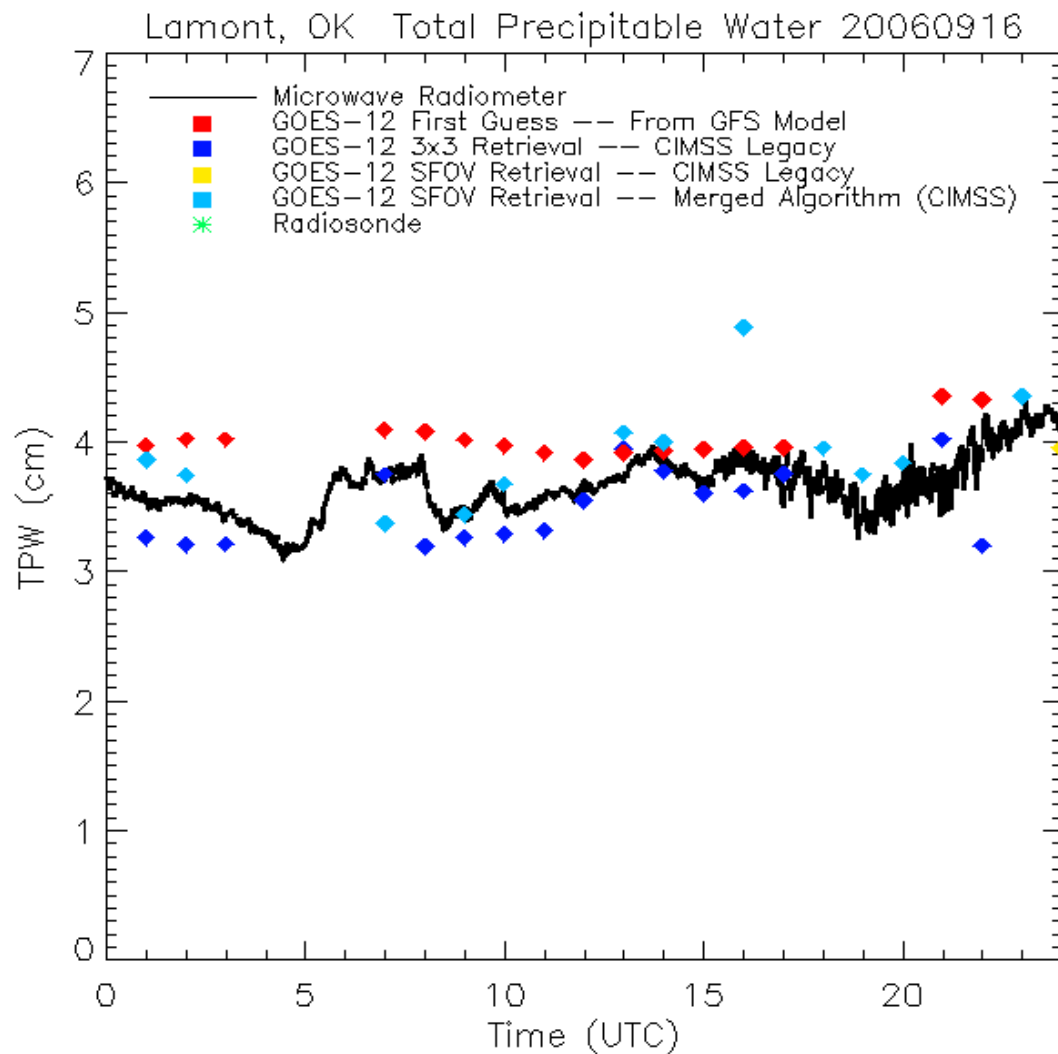 Lamont, OK  Total Precipitable Water 20060916
Microwave Radiometer
GOES-12 First Guess -- From GFS Model
GOES-12 3x3 Retrieval -- CIMSS Legacy
GOES-12 SFOV Retrieval -- CIMSS Legacy
GOES-12 SFOV Retrieval -- Merged Algorithm (CIMSS)
Radiosonde
7
6
5
4
3
2
1
0
TPW (cm)
0 5 10 15 20
Time (UTC)